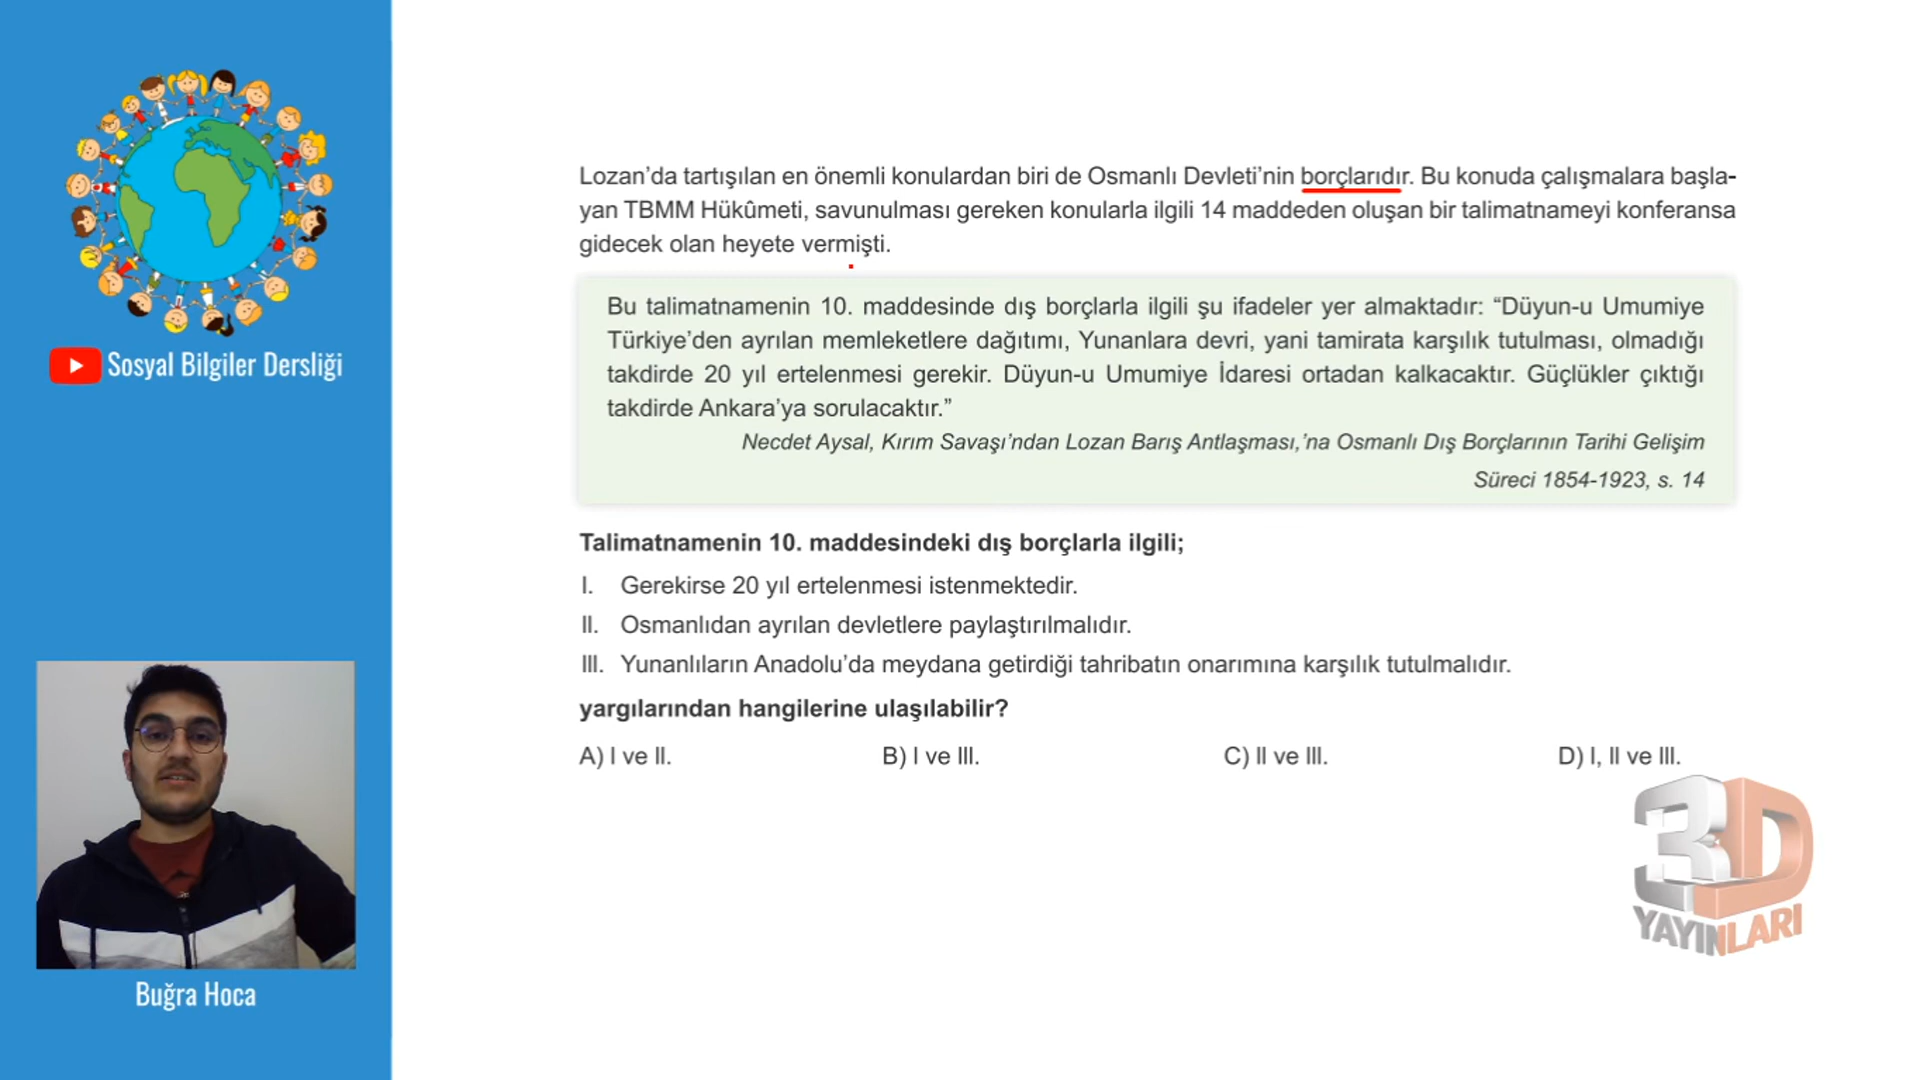 Lozan’da tartışılan en önemli konulardan biri de Osmanlı Devleti’nin borçlarıdır. Bu konuda çalışmalara başla-
yan TBMM Hükûmeti, savunulması gereken konularla ilgili 14 maddeden oluşan bir talimatnameyi konferansa
gidecek olan heyete vermişti.
Bu talimatnamenin 10. maddesinde dış borçlarla ilgili şu ifadeler yer almaktadır: “Düyun-u Umumiye
Türkiye’den ayrılan memleketlere dağıtımı, Yunanlara devri, yani tamirata karşılık tutulması, olmadığı
takdirde 20 yıl ertelenmesi gerekir. Düyun-u Umumiye İdaresi ortadan kalkacaktır. Güçlükler çıktığı
takdirde Ankara’ya sorulacaktır.”
Necdet Aysal, Kırım Savaşı’ndan Lozan Barış Antlaşması,’na Osmanlı Dış Borçlarının Tarihi Gelişim
Süreci 1854-1923, s. 14
Talimatnamenin 10. maddesindeki dış borçlarla ilgili;
I. Gerekirse 20 yıl ertelenmesi istenmektedir.
II. Osmanlıdan ayrılan devletlere paylaştırılmalıdır.
III. Yunanlıların Anadolu’da meydana getirdiği tahribatın onarımına karşılık tutulmalıdır.
yargılarından hangilerine ulaşılabilir?
A) I ve II. B) I ve III. C) II ve III. D) I, II ve III.
Sosyal Bilgiler Dersliği
Buğra Hoca
3D
YAYINLARI